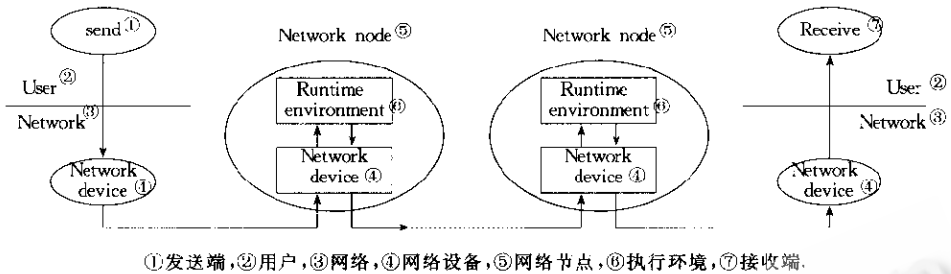 send①
User②
Network③
Network device④
Network node⑤
Runtime environment⑥
Network device④
Network node⑤
Runtime environment⑥
Network device④
Receive⑦
User②
Network③
Network device④
①发送端,②用户,③网络,④网络设备,⑤网络节点,⑥执行环境,⑦接收端.